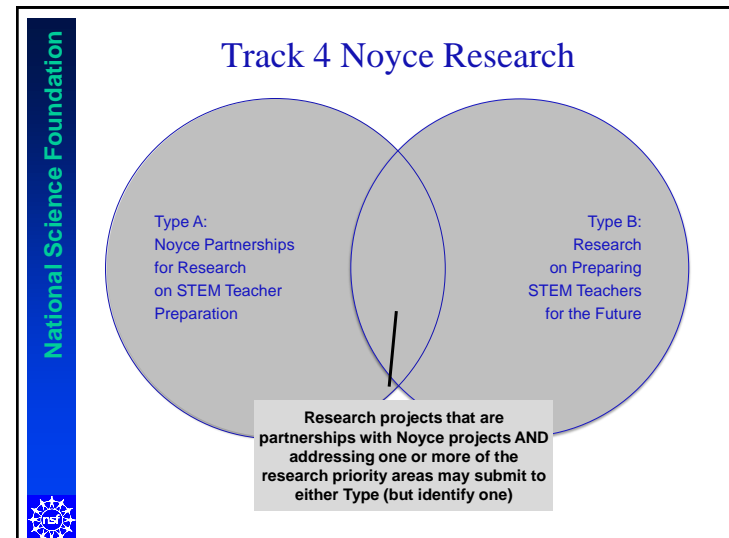 National Science Foundation
Track 4 Noyce Research
Type A:
Noyce Partnerships
for Research
on STEM Teacher
Preparation
Type B:
Research
on Preparing
STEM Teachers
for the Future
Research projects that are
partnerships with Noyce projects AND
addressing one or more of the
research priority areas may submit to
either Type (but identify one)
nsf